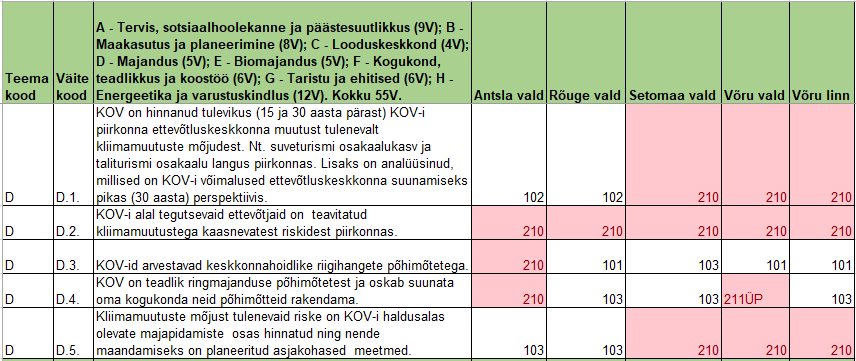 Teema kood Väite kood A - Tervis, sotsiaalhoolekanne ja päästesuutlikkus (9V); B -
Maakasutus ja planeerimine (8V); C - Looduskeskkond (4V);
D - Majandus (5V); E - Biomajandus (5V); F - Kogukond,
teadlikkus ja koostöö (6V); G - Taristu ja ehitised (6V); H -
Energeetika ja varustuskindlus (12V). Kokku 55V. Antsla vald Rõuge vald Setomaa vald Võru vald Võru linn
KOV on hinnanud tulevikus (15 ja 30 aasta pärast) KOV-i
piirkonna ettevõtluskeskkonna muutust tulenevalt
kliimamuutuste mõjudest. Nt. suveturismi osakaalukasv ja
taliturismi osakaalu langus piirkonnas. Lisaks on analüüsinud,
millised on KOV-i võimalused ettevõtluskeskkonna suunamiseks
D D.1. pikas (30 aasta) perspektiivis. 102 102 210 210 210
KOV-i alal tegutsevaid ettevõtjaid on teavitatud
D D.2. kliimamuutustega kaasnevatest riskidest piirkonnas. 210 210 210 210 210
D D.3. KOV-id arvestavad keskkonnahoidlike riigihangete põhimõtetega. 210 101 103 101 101
KOV on teadlik ringmajanduse põhimõtetest ja oskab suunata
D D.4. oma kogukonda neid põhimõtteid rakendama. 210 103 103 211ÜP 103
Kliimamuutuste mõjust tulenevaid riske on KOV-i haldusalas
olevate majapidamiste osas hinnatud ning nende
D D.5. maandamiseks on planeeritud asjakohased meetmed. 103 103 210 210 210